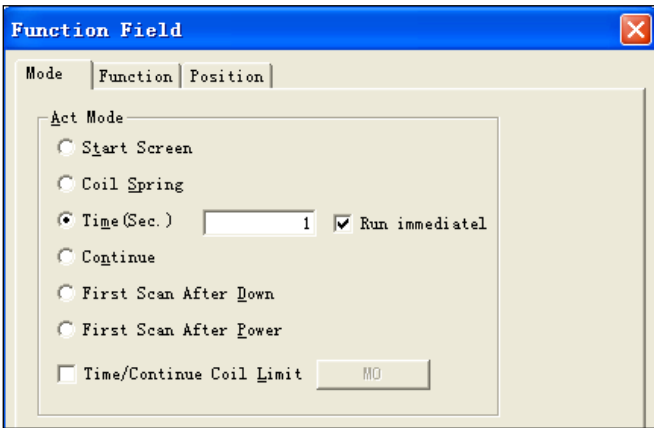 Function Field
Mode Function Position
Act Mode
Start Screen
Coil Spring
Time(Sec.) 1 Run immediatel
Continue
First Scan After Down
First Scan After Power
Time/Continue Coil Limit M0